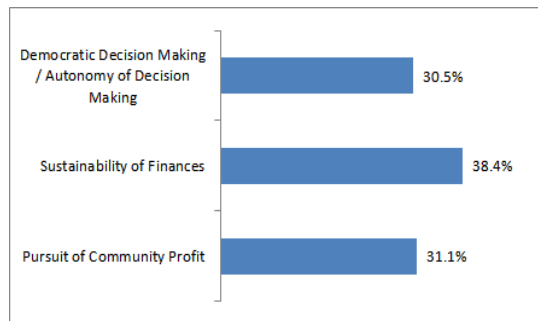 Democratic Decision Making
/ Autonomy of Decision
Making
30.5%
Sustainability of Finances
38.4%
Pursuit of Community Profit
31.1%